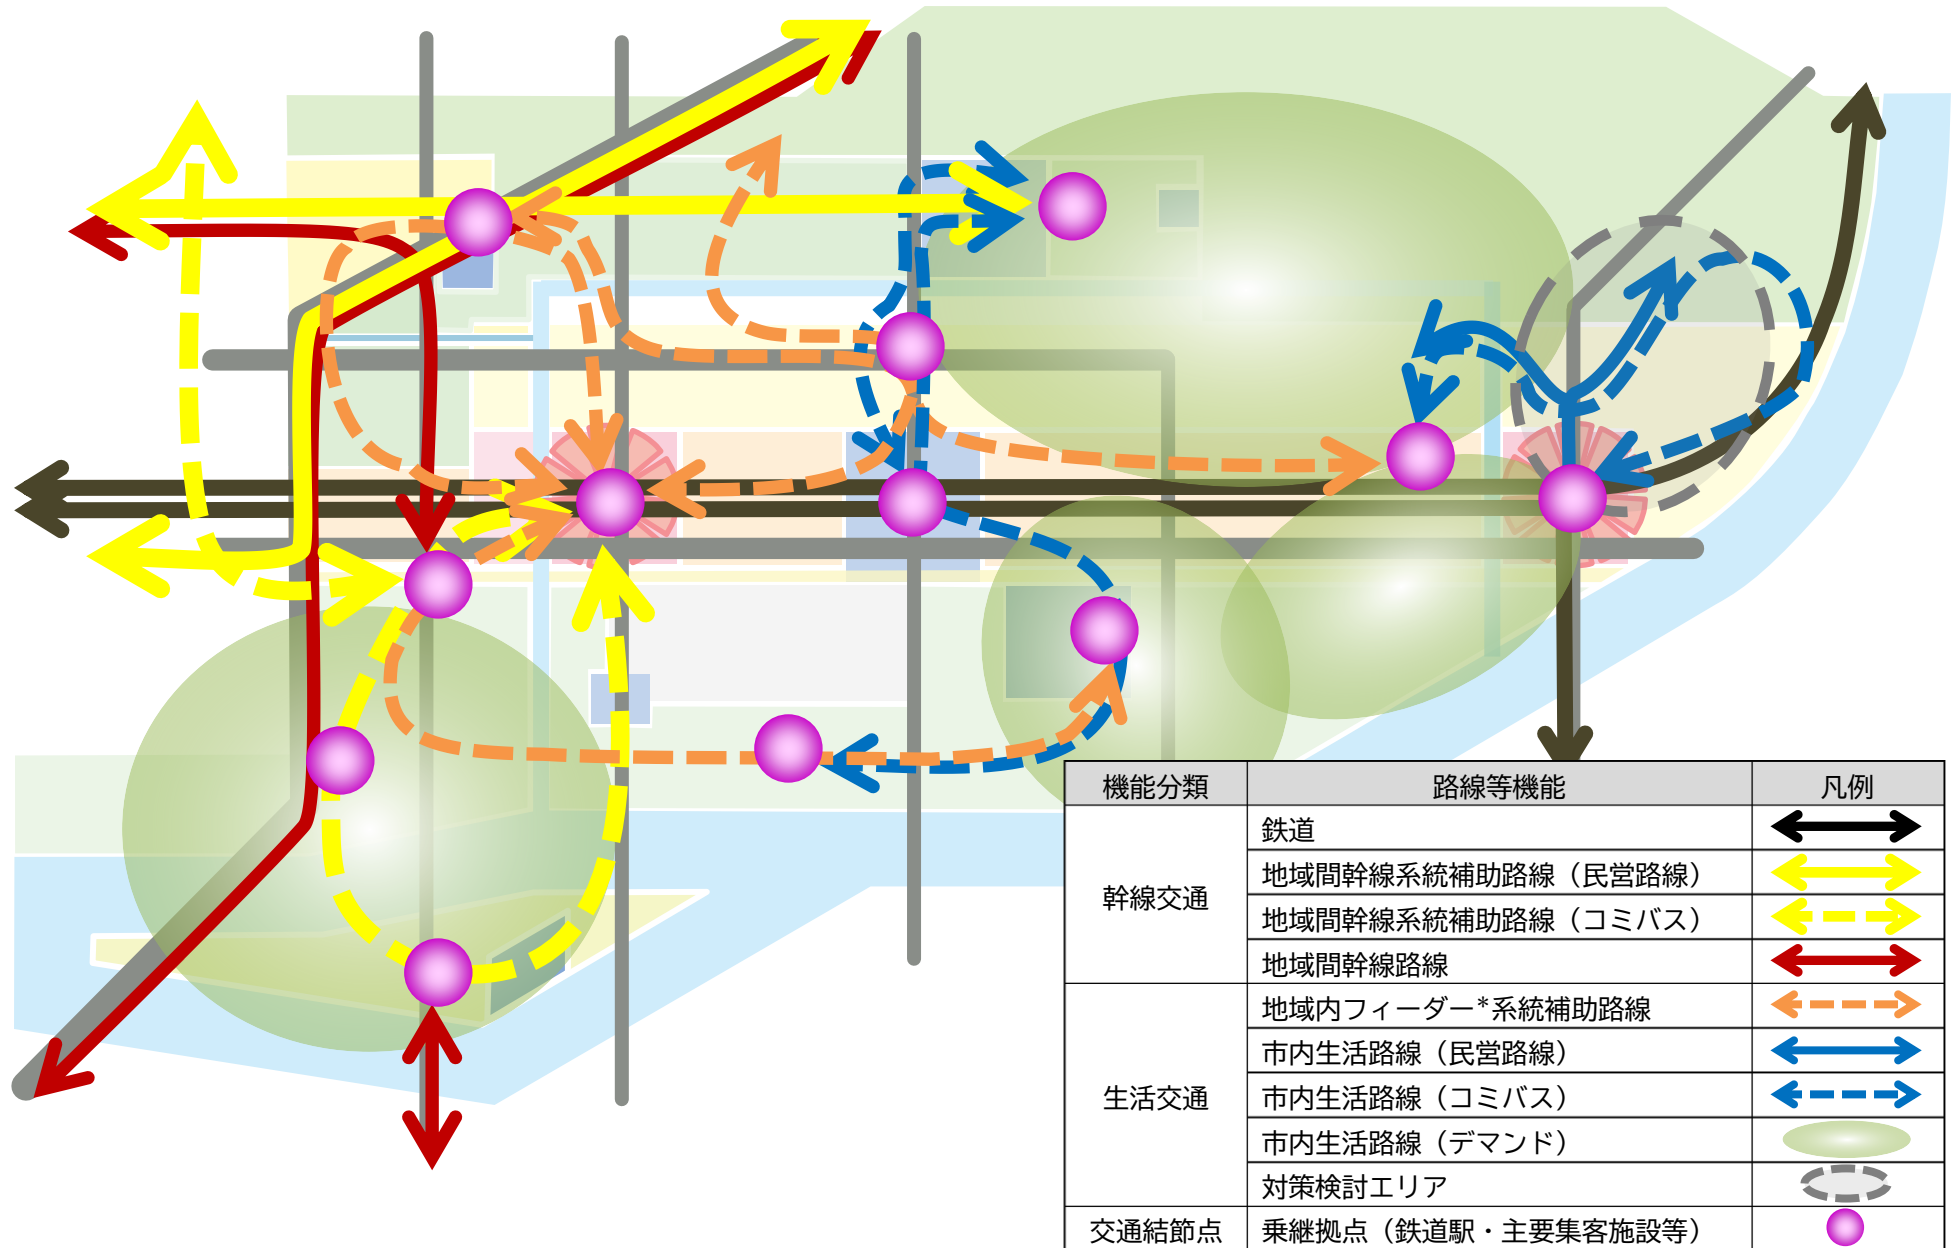 機能分類 路線等機能 凡例
幹線交通
鉄道
地域間幹線系統補助路線（民営路線）
地域間幹線系統補助路線（コミバス）
地域間幹線路線
生活交通
地域内フィーダー*系統補助路線
市内生活路線（民営路線）
市内生活路線（コミバス）
市内生活路線（デマンド）
対策検討エリア
交通結節点 乗継拠点（鉄道駅・主要集客施設等）